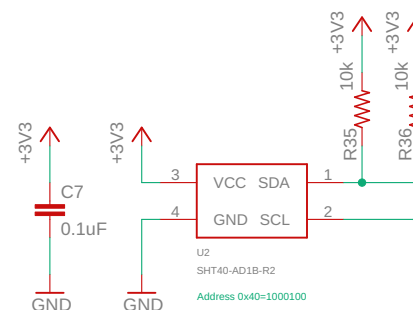 +3V3
10k
R35
+3V3
10k
R36
+3V3
C7
0.1uF
GND
+3V3
GND
3
4
VCC SDA
GND SCL
1
2
U2
SHT40-AD1B-R2
Address 0x40=1000100